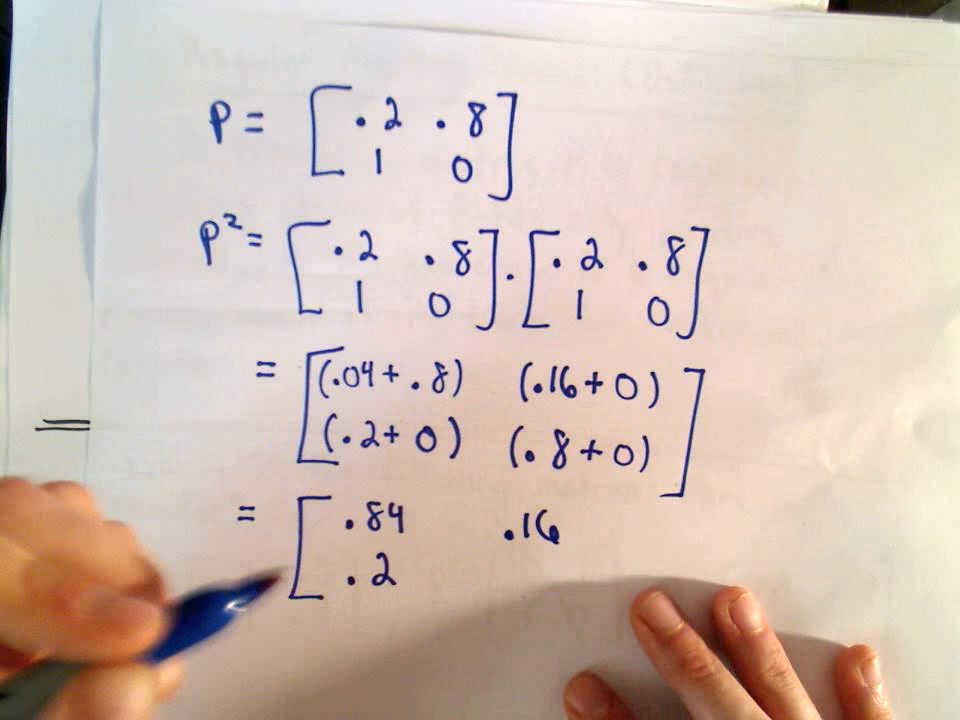 P = [ .2 .8
1 0 ]
P² = [ .2 .8
1 0 ] · [ .2 .8
1 0 ]
= [ (.04 + .8) (.16 + 0)
(.2 + 0) (.8 + 0) ]
= [ .84 .16
.2